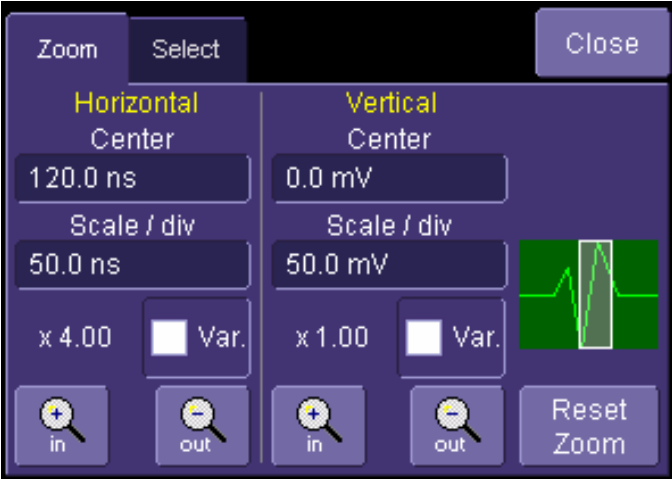 Zoom
Select
Close
Horizontal
Vertical
Center
Center
120.0 ns
0.0 mV
Scale / div
Scale / div
50.0 ns
50.0 mV
x 4.00
Var.
x 1.00
Var.
in
out
in
out
Reset
Zoom